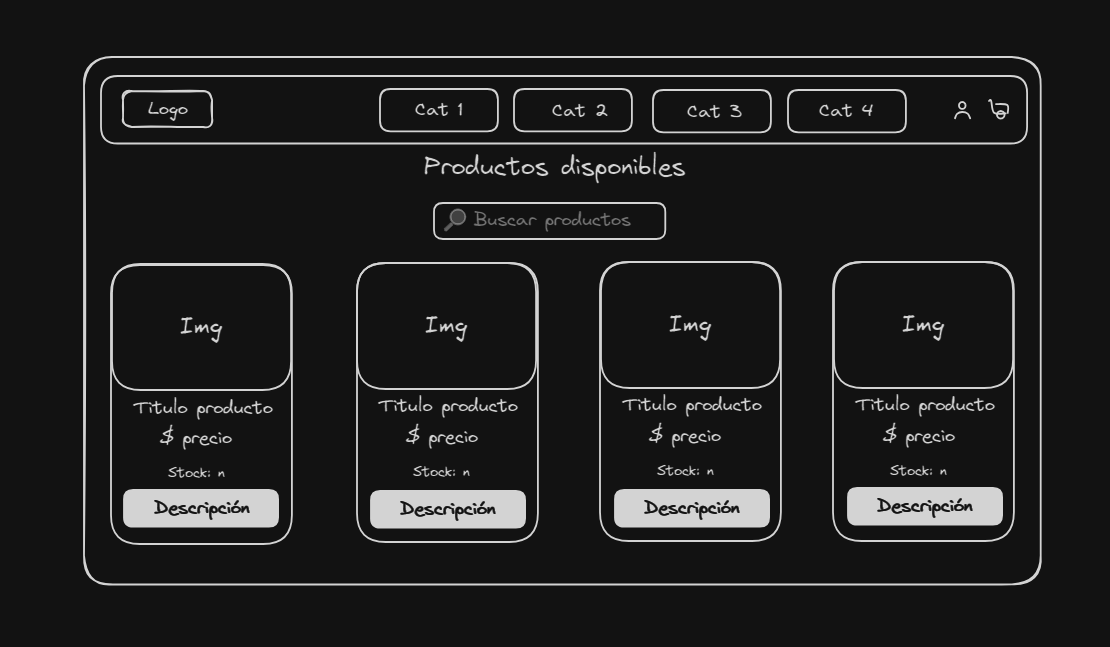 Logo
Cat 1
Cat 2
Cat 3
Cat 4
Productos disponibles
Buscar productos
Img
Img
Img
Img
Titulo producto
Titulo producto
Titulo producto
Titulo producto
$ precio
$ precio
$ precio
$ precio
Stock: n
Stock: n
Stock: n
Stock: n
Descripción
Descripción
Descripción
Descripción